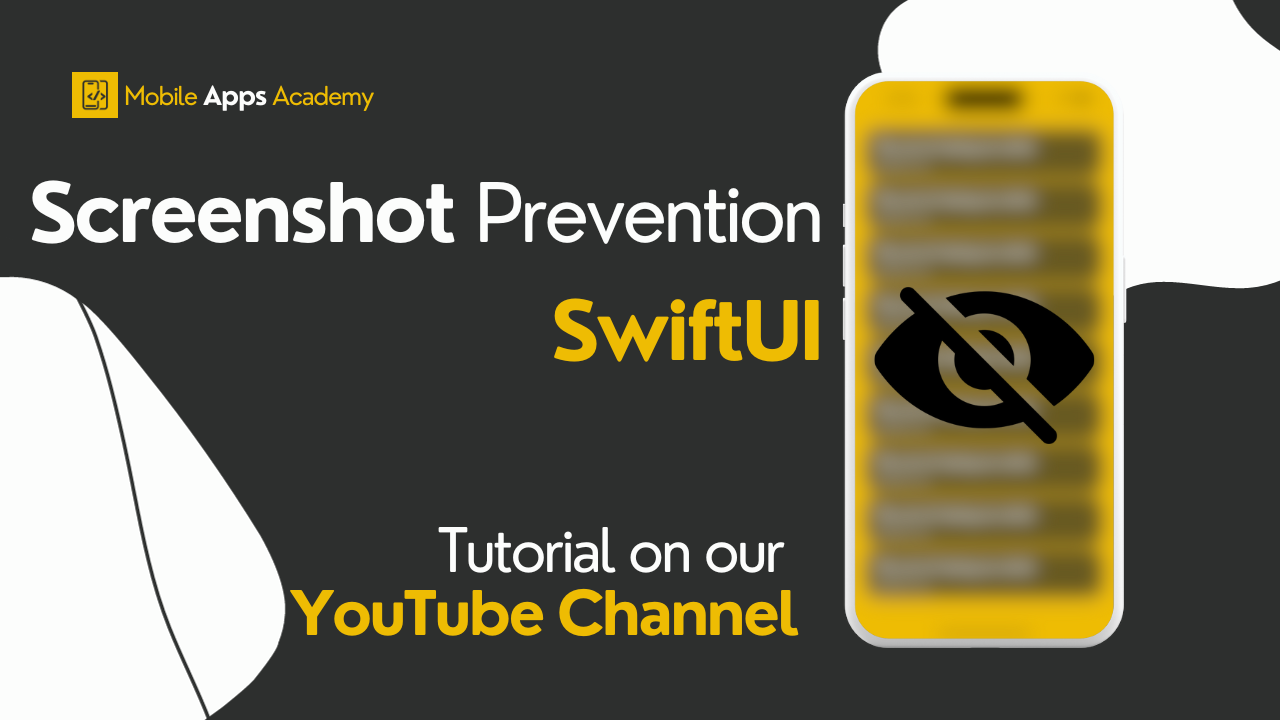 Mobile Apps Academy
Screenshot Prevention
SwiftUI
Tutorial on our
YouTube Channel